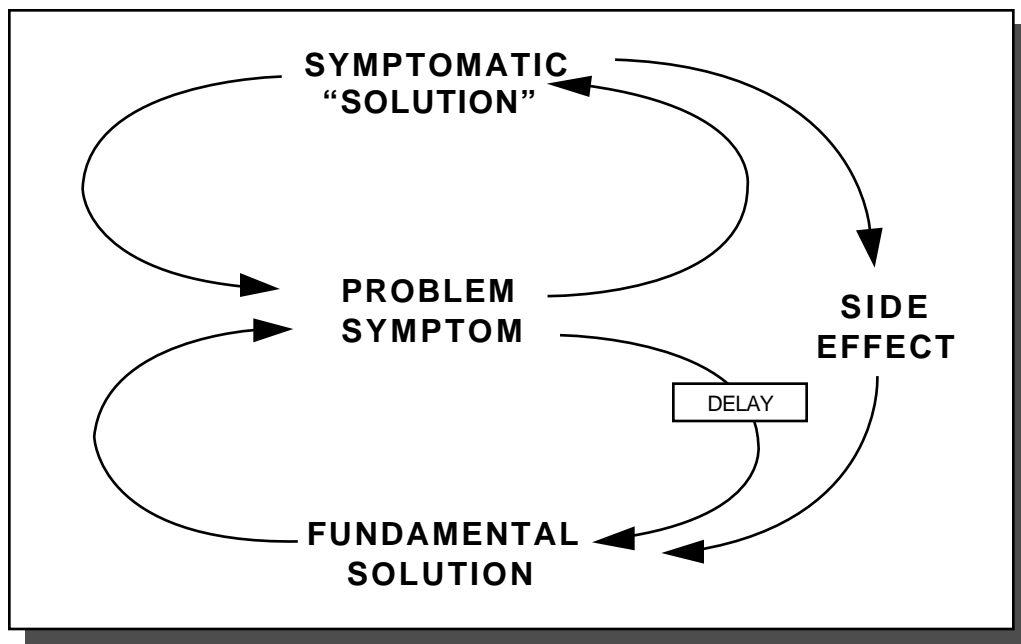 SYMPTOMATIC
“SOLUTION”
PROBLEM
SYMPTOM
SIDE
EFFECT
DELAY
FUNDAMENTAL
SOLUTION